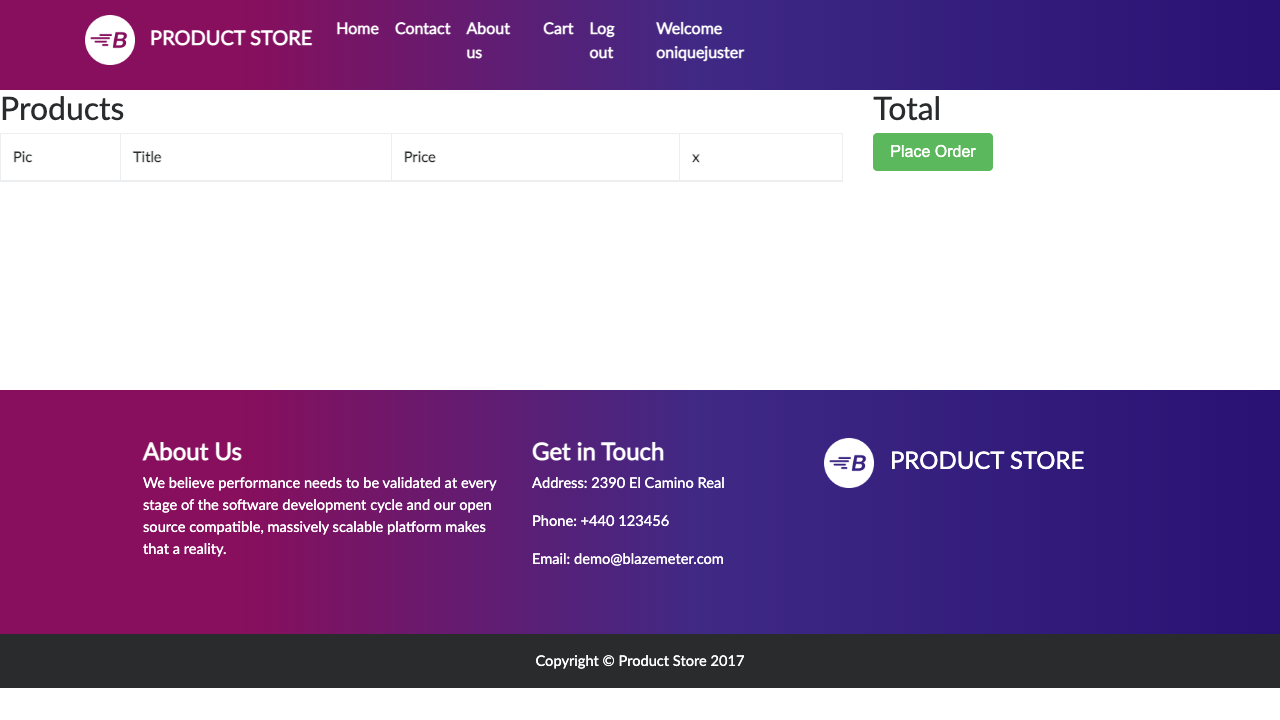 B PRODUCT STORE Home Contact About us Cart Log out Welcome oniquejuster
Products
Total
Pic Title Price x
Place Order
About Us
We believe performance needs to be validated at every
stage of the software development cycle and our open
source compatible, massively scalable platform makes
that a reality.
Get in Touch
Address: 2390 El Camino Real
Phone: +440 123456
Email: demo@blazemeter.com
B PRODUCT STORE
Copyright © Product Store 2017